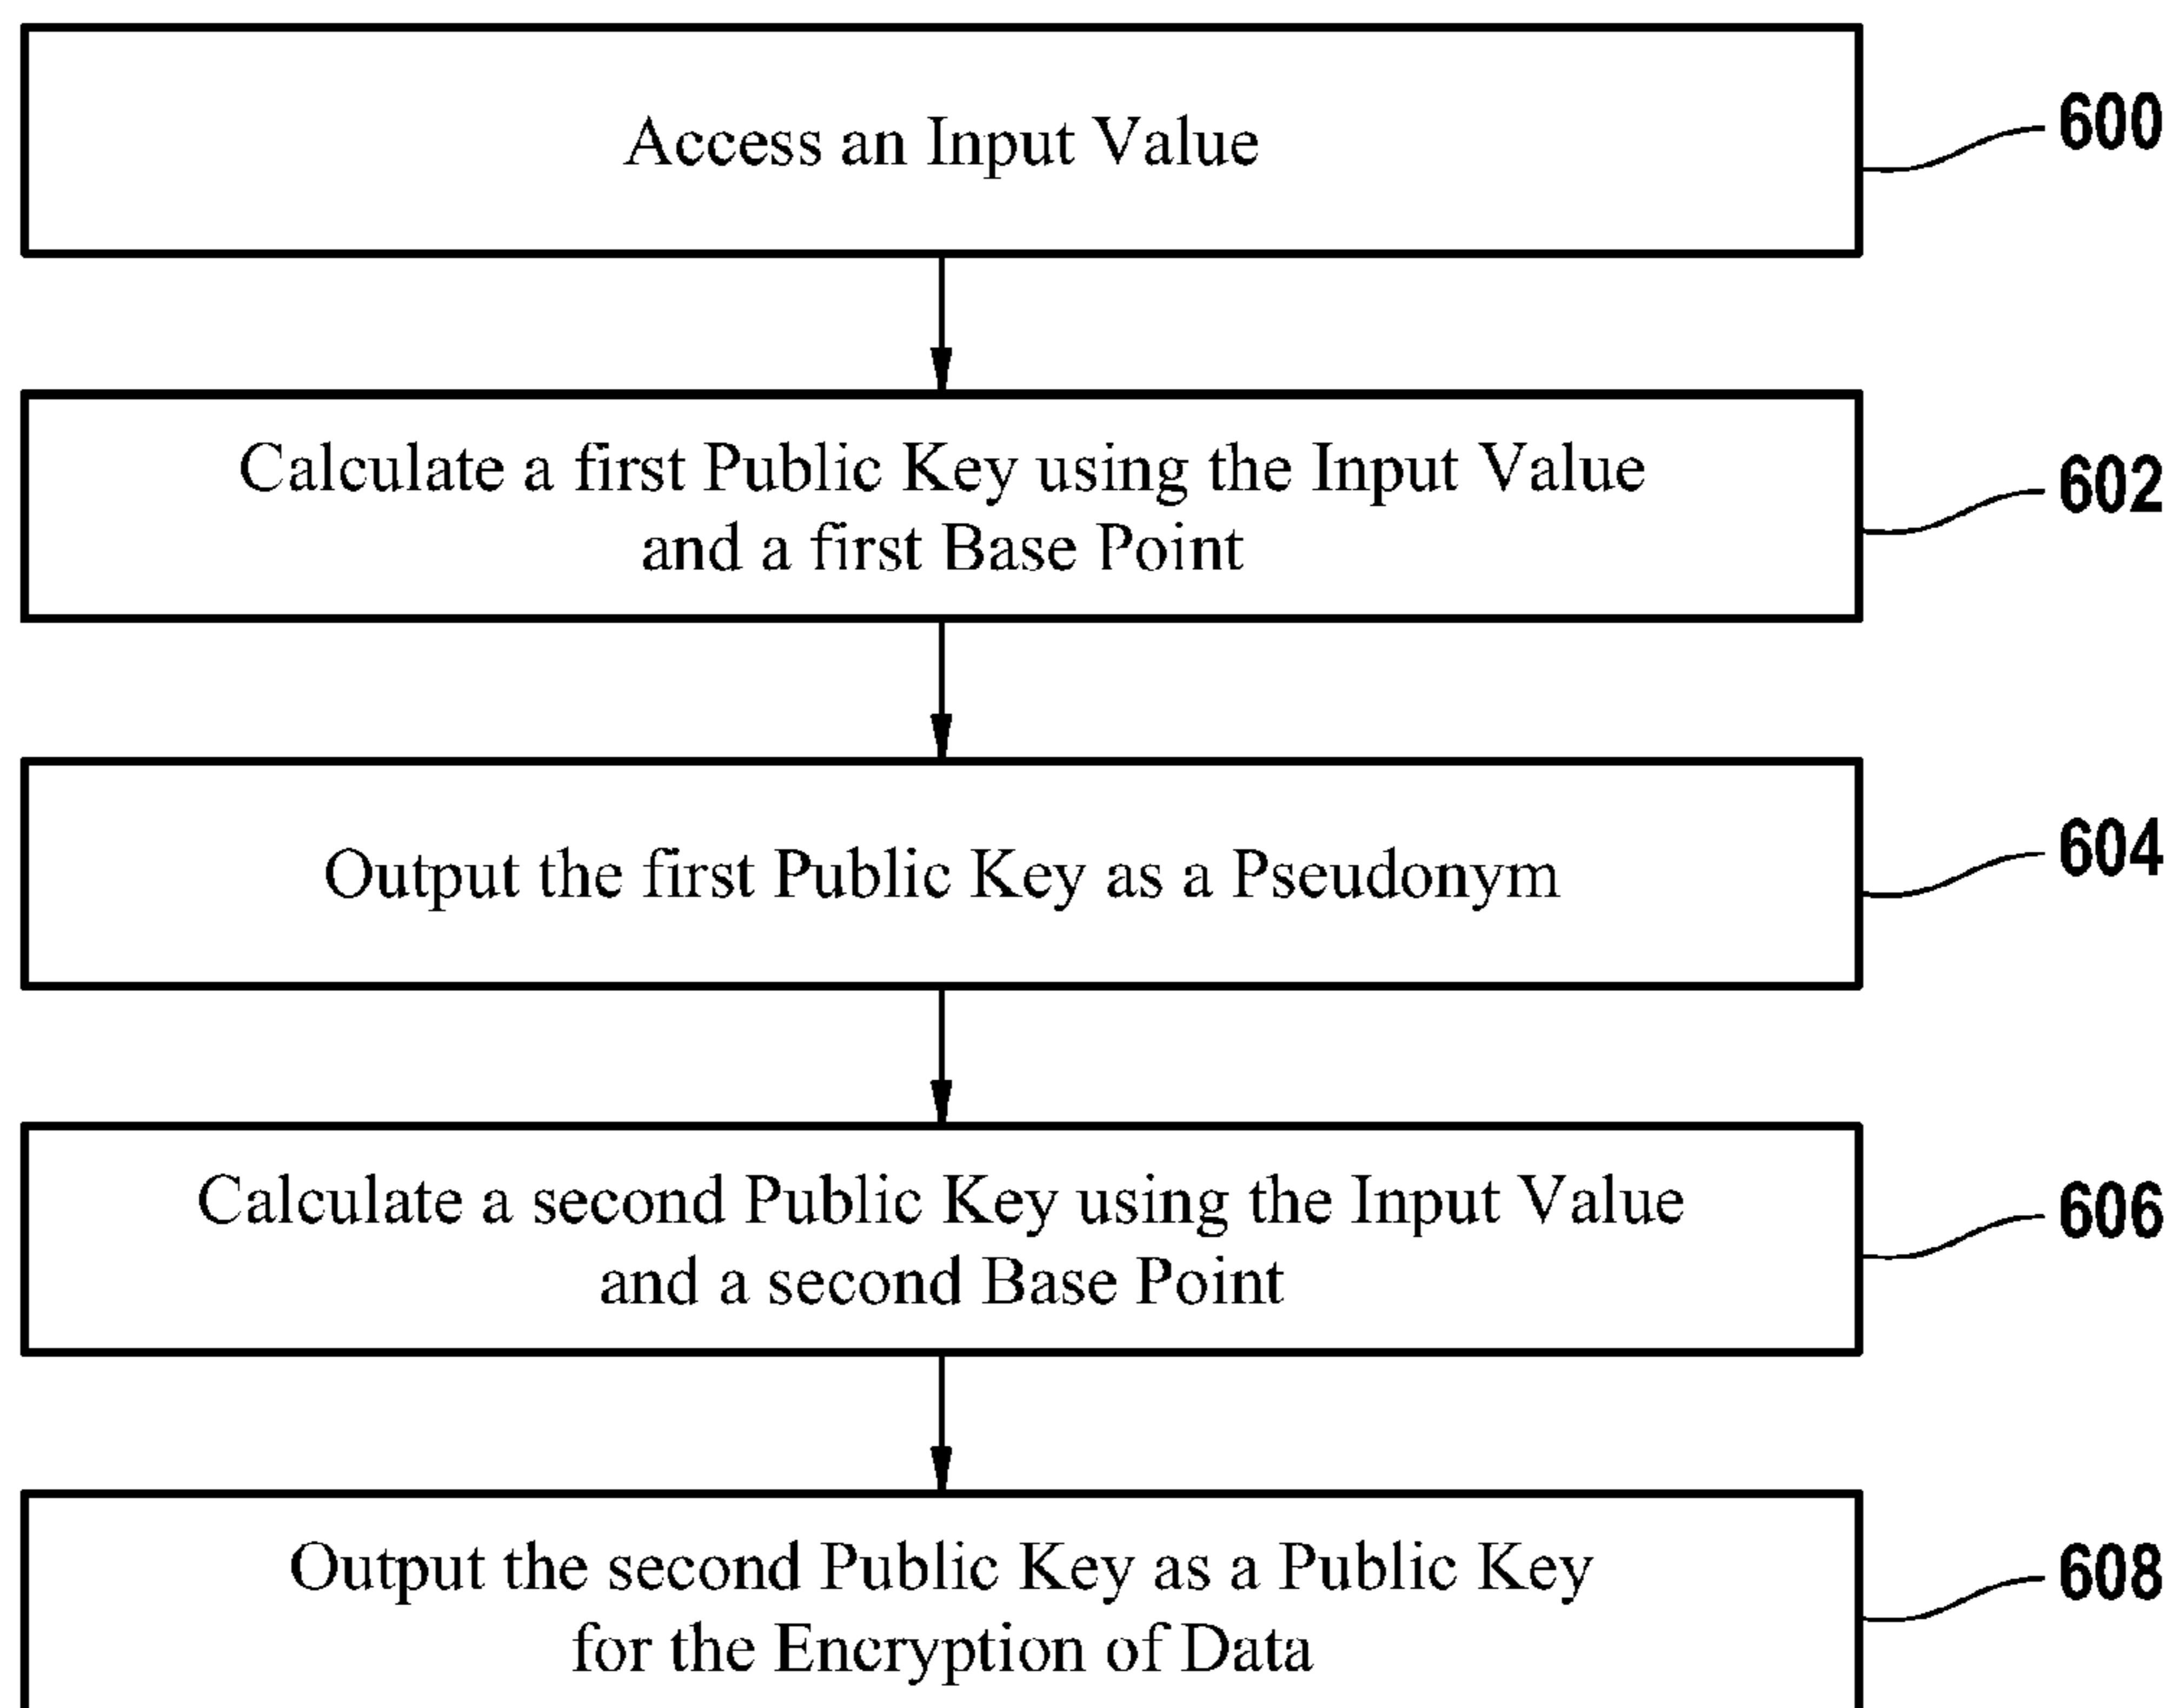 Access an Input Value
600
Calculate a first Public Key using the Input Value
and a first Base Point
602
Output the first Public Key as a Pseudonym
604
Calculate a second Public Key using the Input Value
and a second Base Point
606
Output the second Public Key as a Public Key
for the Encryption of Data
608